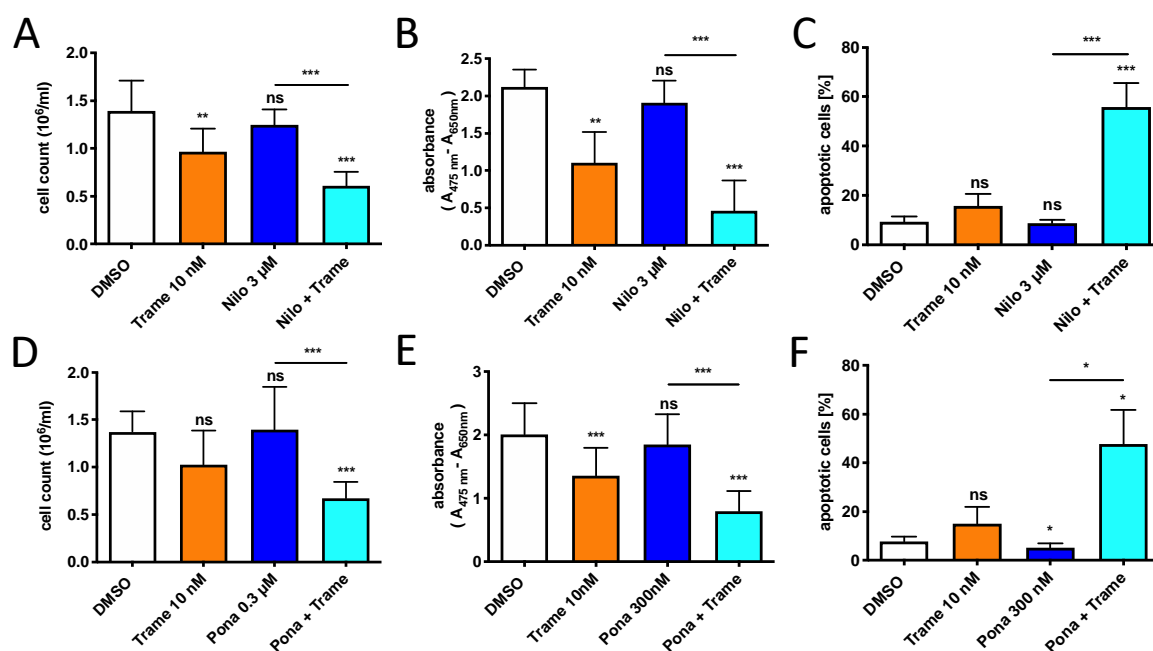 A
cell count (10⁶/ml)
2.0
1.5
1.0
0.5
0.0
**
ns
***
***
DMSO
Trame 10 nM
Nilo 3 µM
Nilo + Trame
B
absorbance
( A475 nm- A650nm)
2.5
2.0
1.5
1.0
0.5
0.0
**
ns
***
***
DMSO
Trame 10 nM
Nilo 3 µM
Nilo + Trame
C
apoptotic cells [%]
80
60
40
20
0
ns
ns
***
***
DMSO
Trame 10 nM
Nilo 3 µM
Nilo + Trame
D
cell count (10⁶/ml)
2.0
1.5
1.0
0.5
0.0
ns
ns
***
***
DMSO
Trame 10 nM
Pona 0.3 µM
Pona + Trame
E
absorbance
( A475 nm- A650nm)
3
2
1
0
***
ns
***
***
DMSO
Trame 10nM
Pona 300nM
Pona + Trame
F
apoptotic cells [%]
80
60
40
20
0
ns
*
*
*
DMSO
Trame 10 nM
Pona 300 nM
Pona + Trame